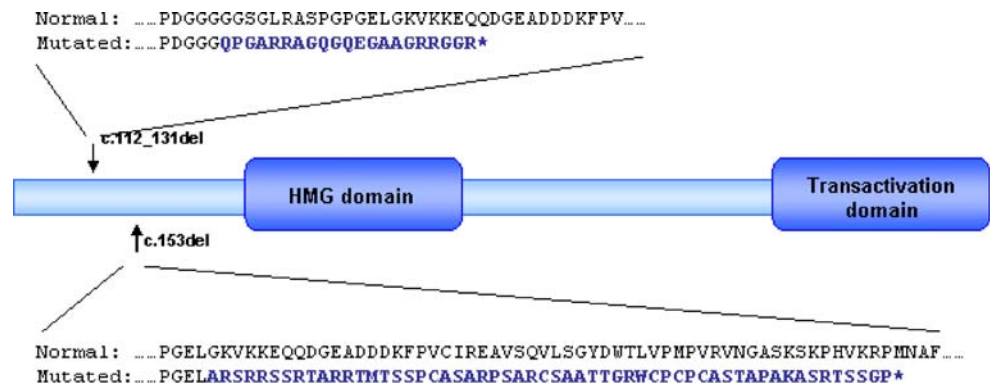 Normal: ……PDGGGGGSGLRASPGPGELGKVKKEQQDGEADDDKFPV……
Mutated:……PDGGGQPGARRAGQGQEGAAGRRGGR*
c.112_131del
HMG domain
Transactivation
domain
c.153del
Normal: ……PGELGKVKKEQQDGEADDDKFPVCIREAVSQVLSGYDWTLVPMPVRVNGASKSKPHVKRPMNAF……
Mutated:……PGELARSRRSSRTARRTMTSSPCASARPSARCSAATTGRWCPCPCASTAPAKASRTSSGP*